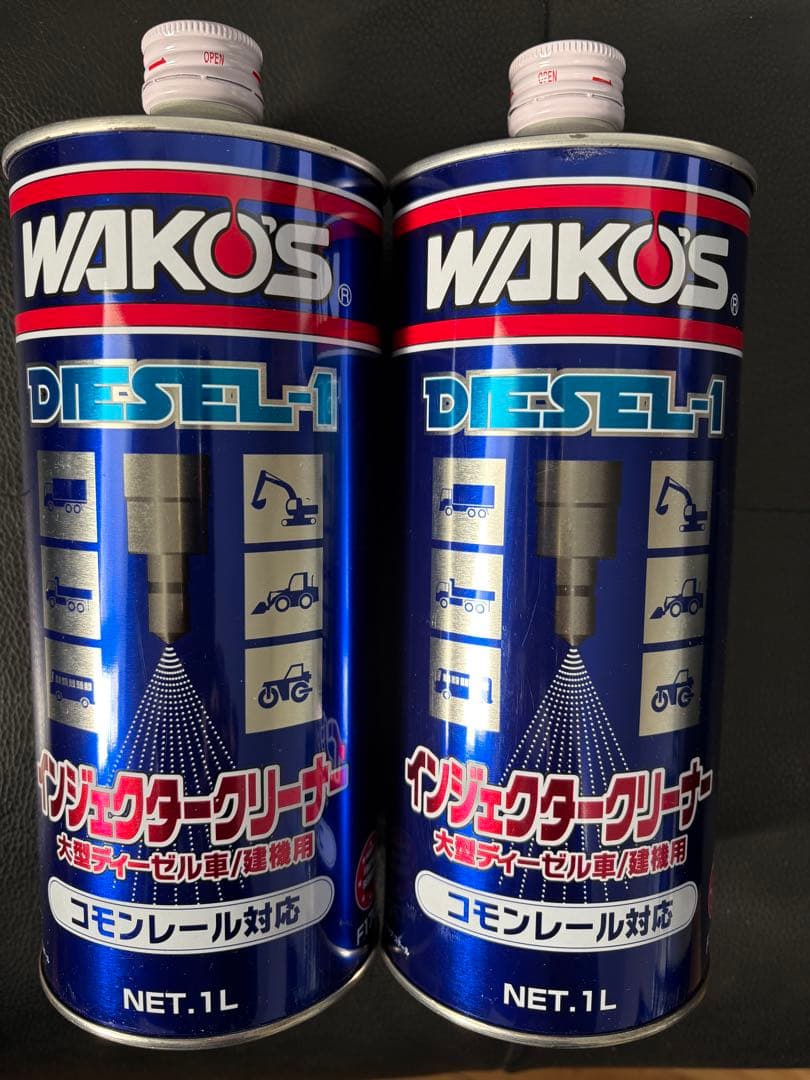 OPEN
WAKO'S®
DIESEL-1
インジェクタークリーナー
大型ディーゼル車/建機用
コモンレール対応
NET.1L
OPEN
WAKO'S®
DIESEL-1
インジェクタークリーナー
大型ディーゼル車/建機用
コモンレール対応
NET.1L